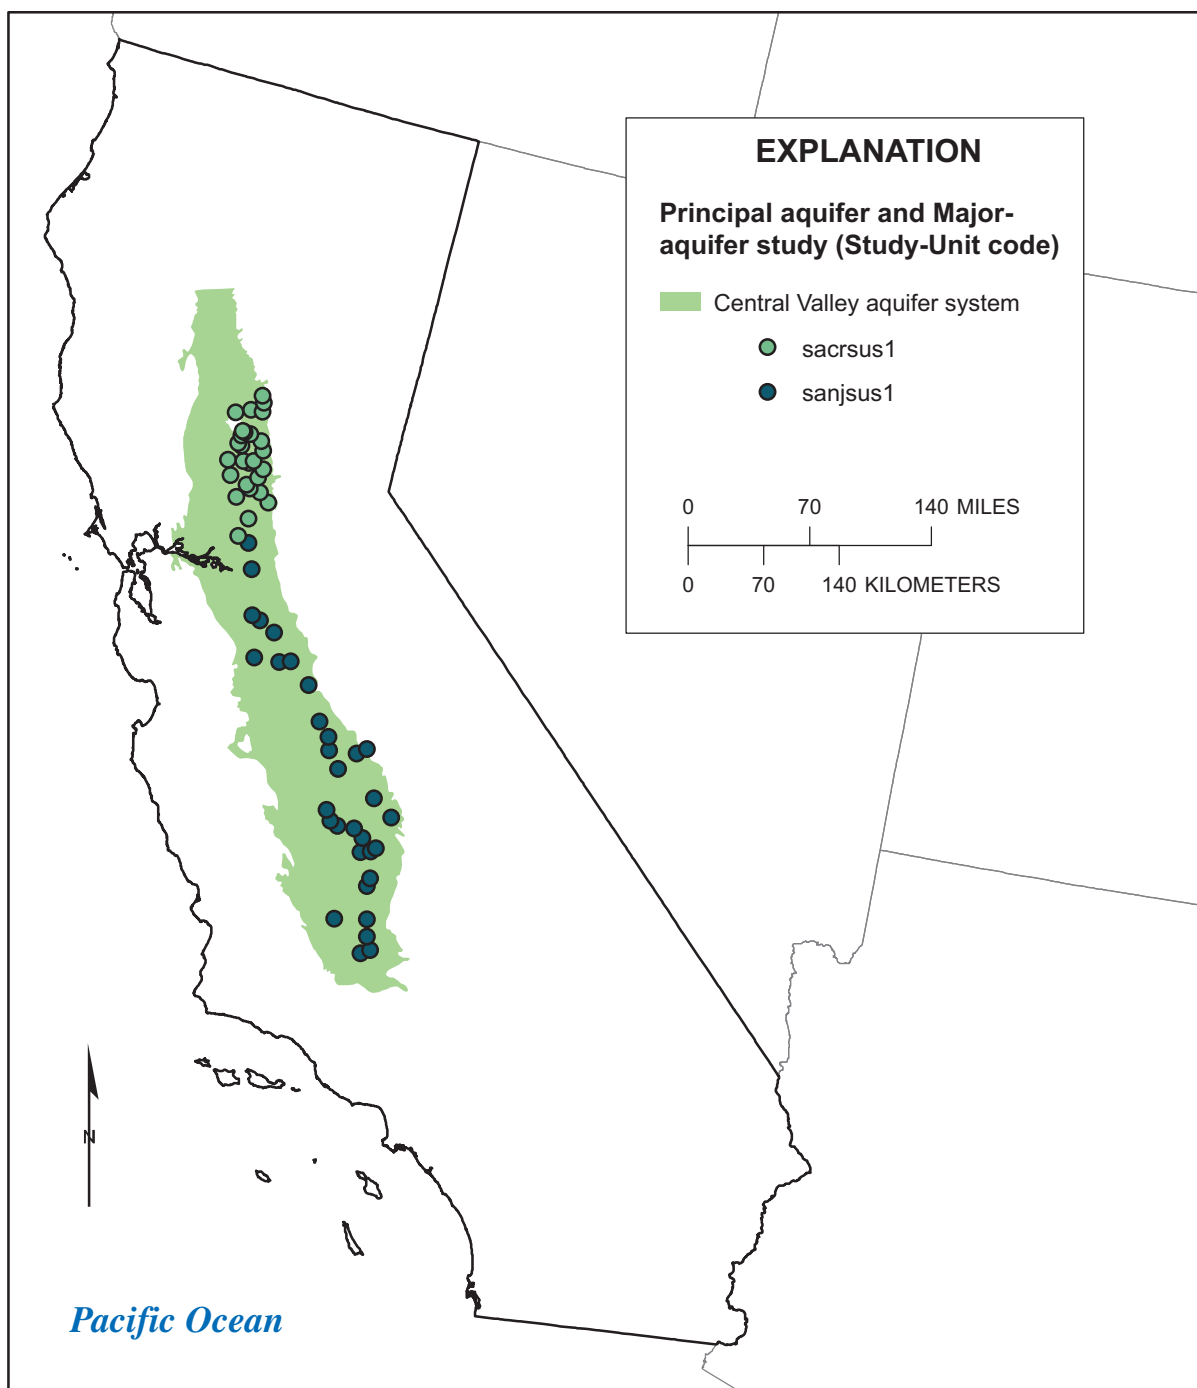 EXPLANATION
Principal aquifer and Major-
aquifer study (Study-Unit code)
Central Valley aquifer system
sacrsus1
sanjsus1
0 70 140 MILES
0 70 140 KILOMETERS
N
Pacific Ocean